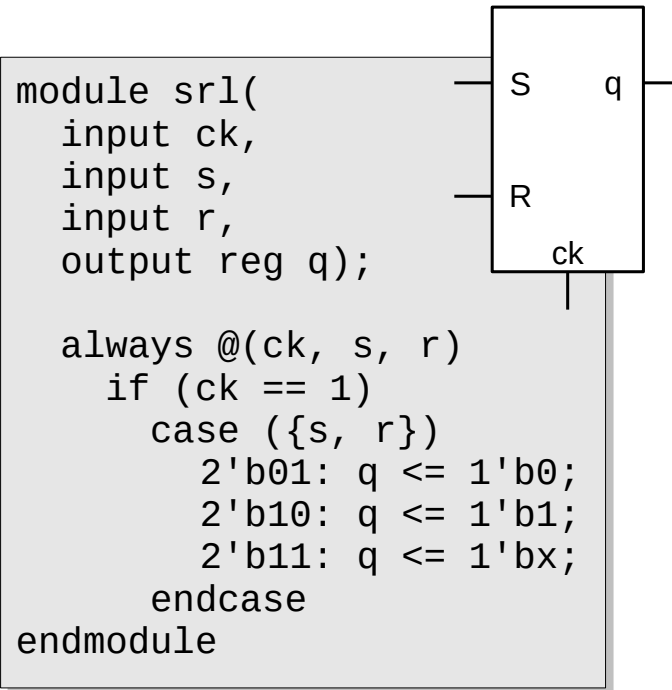 module srl(
  input ck,
  input s,
  input r,
  output reg q);
  always @(ck, s, r)
    if (ck == 1)
      case ({s, r})
        2'b01: q <= 1'b0;
        2'b10: q <= 1'b1;
        2'b11: q <= 1'bx;
      endcase
endmodule
S q
R
ck